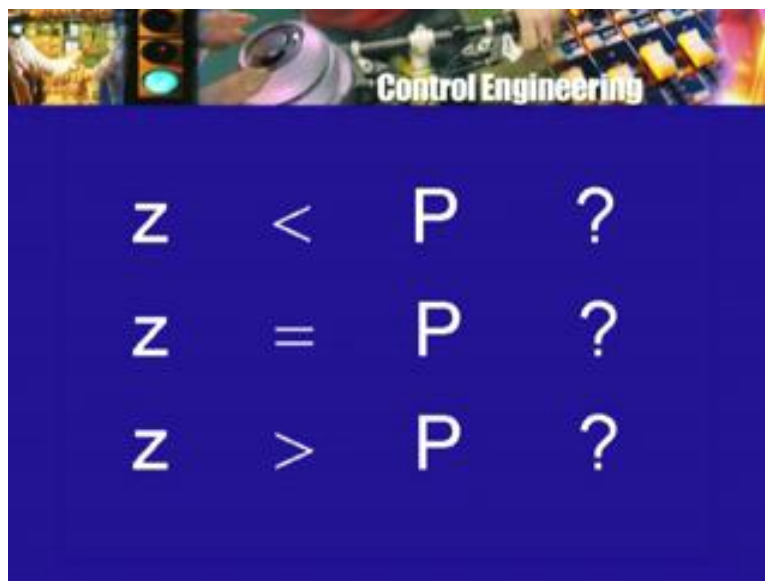 Control Engineering
z < P ?
z = P ?
z > P ?